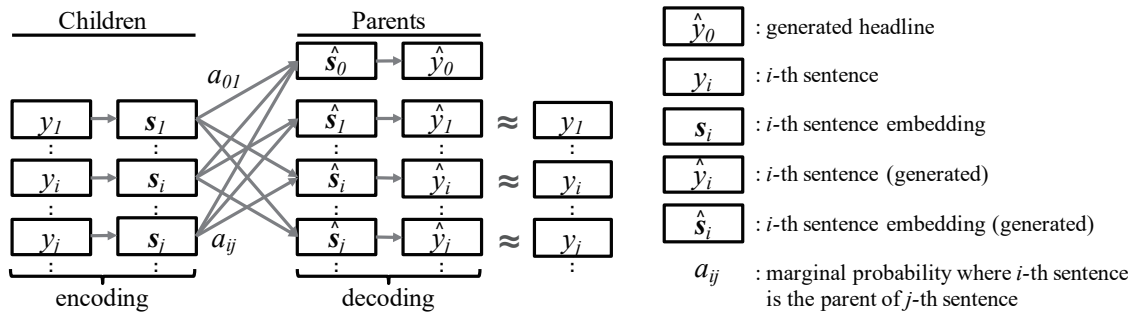 Children Parents
ŝ₀ ŷ₀
a₀₁
y₁ s₁ ŝ₁ ŷ₁ ≈ y₁
⋮ ⋮ ⋮ ⋮ ⋮
yᵢ sᵢ ŝᵢ ŷᵢ ≈ yᵢ
⋮ ⋮ ⋮ ⋮ ⋮
yⱼ sⱼ ŝⱼ ŷⱼ ≈ yⱼ
aᵢⱼ
⋮ ⋮ ⋮ ⋮ ⋮
encoding decoding
ŷ₀ : generated headline
yᵢ : i-th sentence
sᵢ : i-th sentence embedding
ŷᵢ : i-th sentence (generated)
ŝᵢ : i-th sentence embedding (generated)
aᵢⱼ : marginal probability where i-th sentence
is the parent of j-th sentence